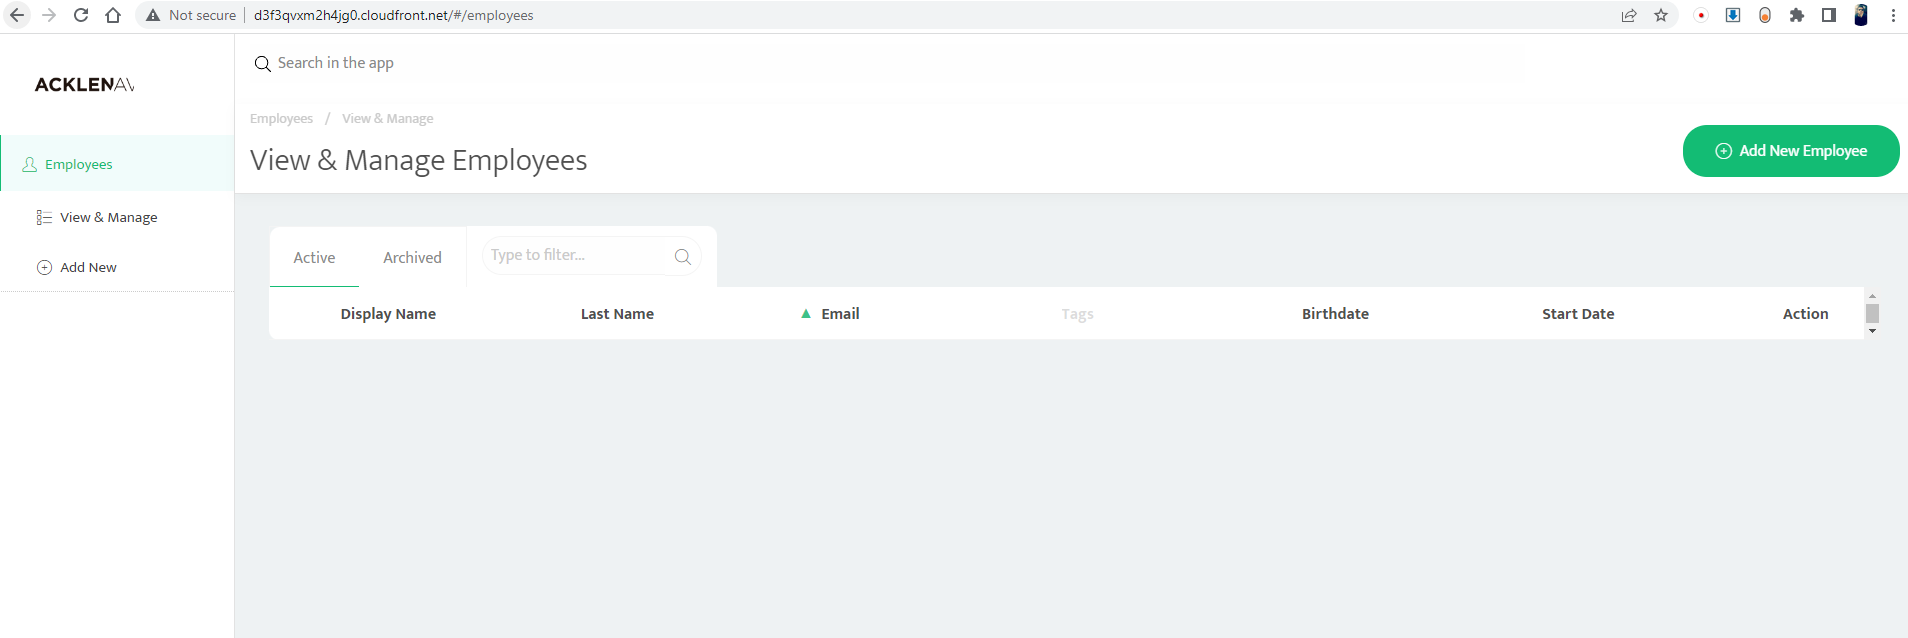 Not secure d3f3qvxm2h4jg0.cloudfront.net/#/employees
Search in the app
ACKLENAV
Employees / View & Manage
View & Manage Employees
Add New Employee
Employees
View & Manage
Add New
Active Archived Type to filter...
Display Name Last Name Email Tags Birthdate Start Date Action